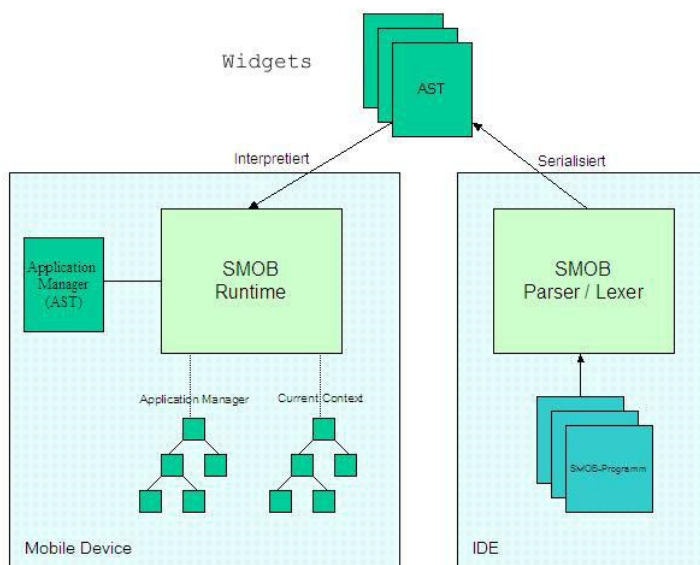 Widgets
AST
Interpretiert
Serialisiert
Application
Manager
(AST)
SMOB
Runtime
SMOB
Parser / Lexer
Application Manager
Current Context
SMOB-Programm
Mobile Device
IDE